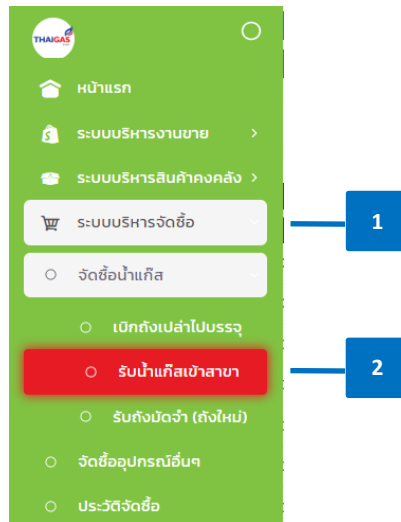 THAIGAS
หน้าแรก
ระบบบริหารงานขาย
ระบบบริหารสินค้าคงคลัง
ระบบบริหารจัดซื้อ
1
จัดซื้อน้ำแก๊ส
เบิกถังเปล่าไปบรรจุ
รับน้ำแก๊สเข้าสาขา
2
รับถังมัดจำ (ถังใหม่)
จัดซื้ออุปกรณ์อื่นๆ
ประวัติจัดซื้อ